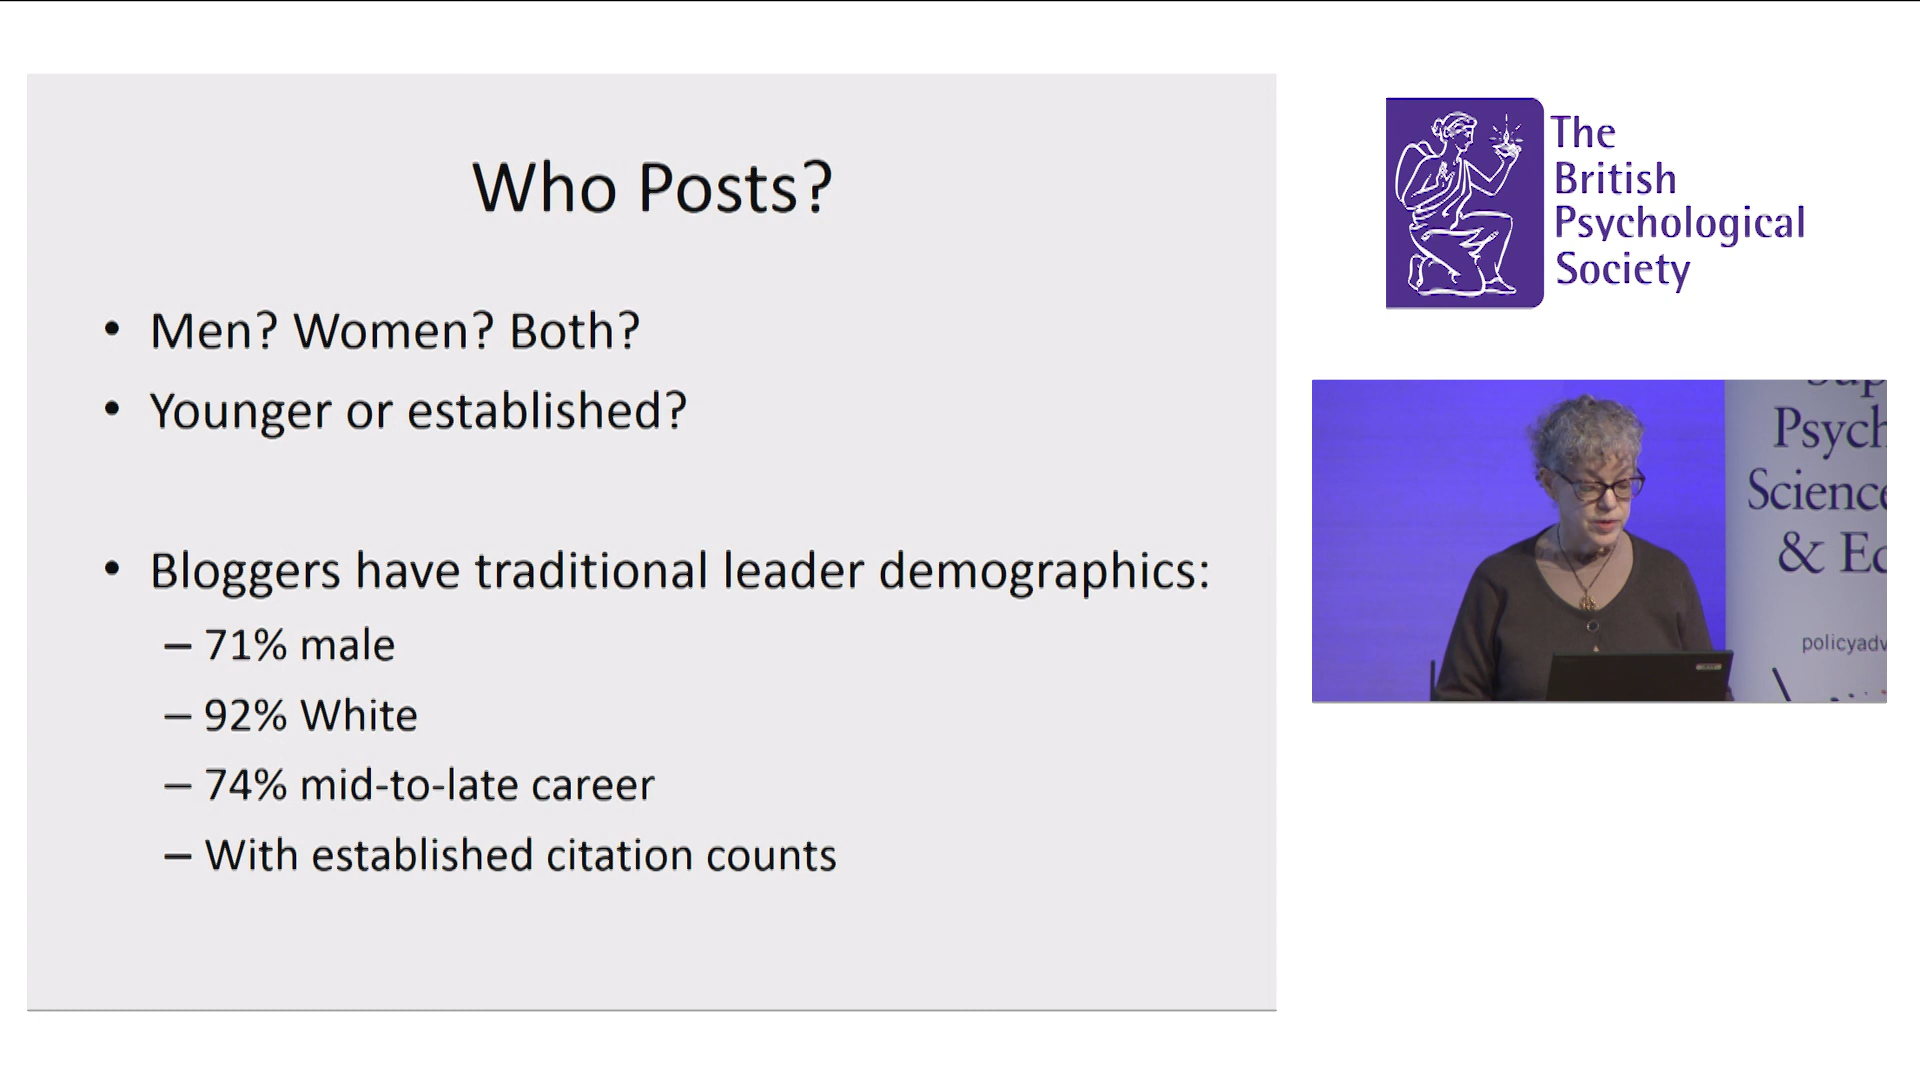 Who Posts?
• Men? Women? Both?
• Younger or established?
• Bloggers have traditional leader demographics:
– 71% male
– 92% White
– 74% mid-to-late career
– With established citation counts
The
British
Psychological
Society
Psych
Science
& Ed
policyadv